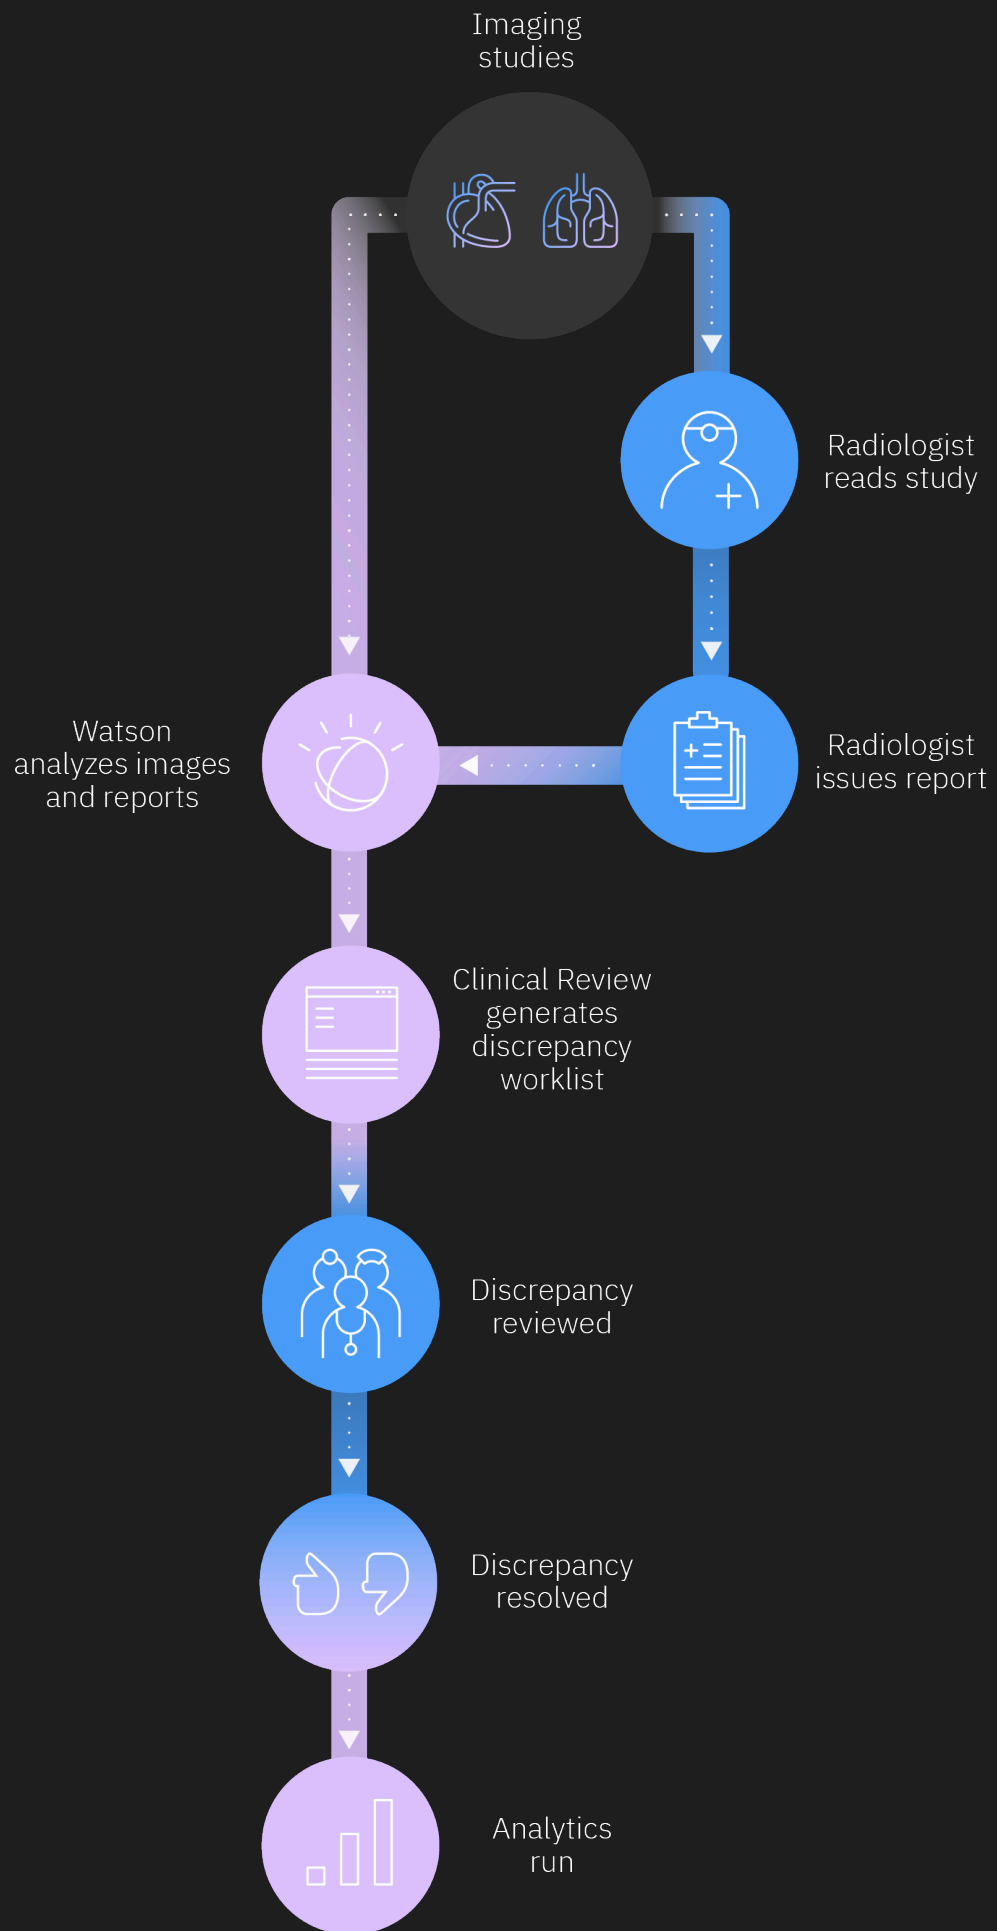 Imaging
studies
Radiologist
reads study
Watson
analyzes images
and reports
Radiologist
issues report
Clinical Review
generates
discrepancy
worklist
Discrepancy
reviewed
Discrepancy
resolved
Analytics
run